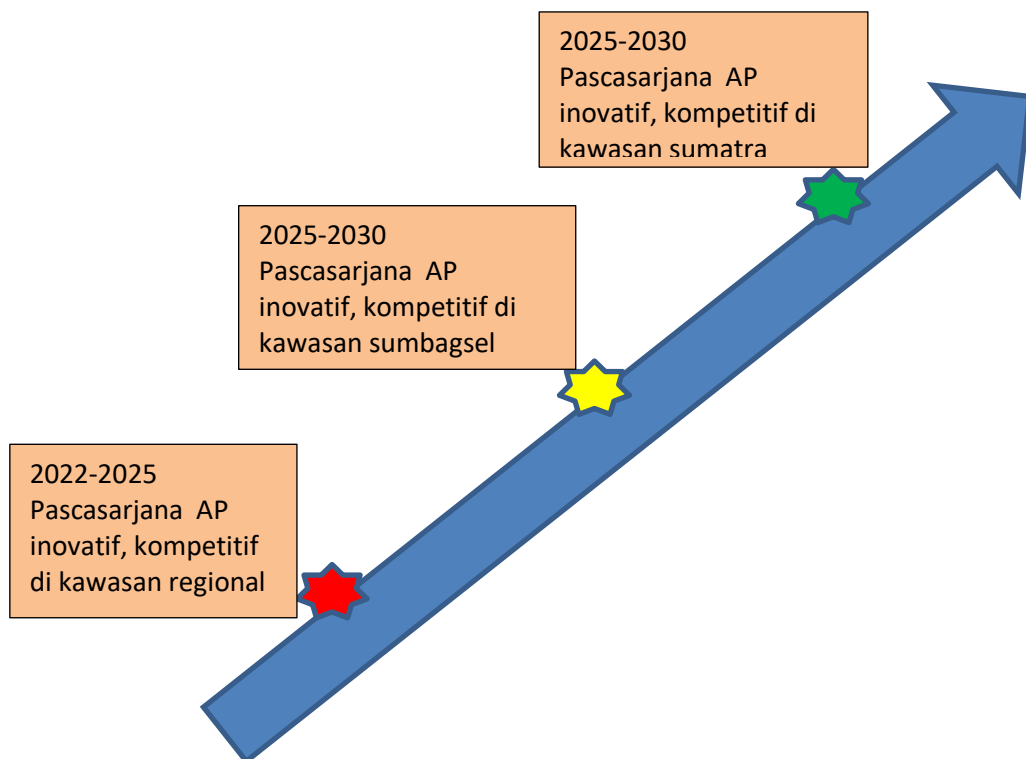 2025-2030
Pascasarjana AP
inovatif, kompetitif di
kawasan sumatra
2025-2030
Pascasarjana AP
inovatif, kompetitif di
kawasan sumbagsel
2022-2025
Pascasarjana AP
inovatif, kompetitif
di kawasan regional